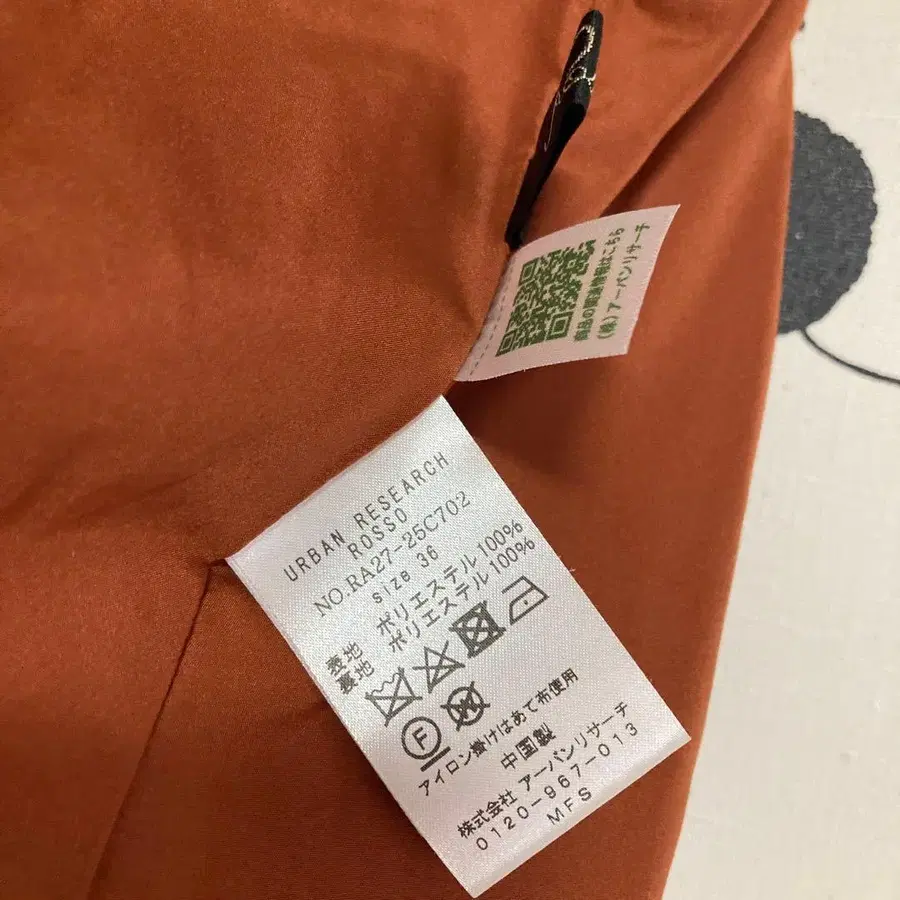 商品の関連情報はこちら
(株)アーバンリサーチ
URBAN RESEARCH
ROSSO
NO.RA27-25C702
size 36
表地 ポリエステル100%
裏地 ポリエステル100%
F
W
アイロン掛けはあて布使用
中国製
株式会社 アーバンリサーチ
0120-967-013
MFS